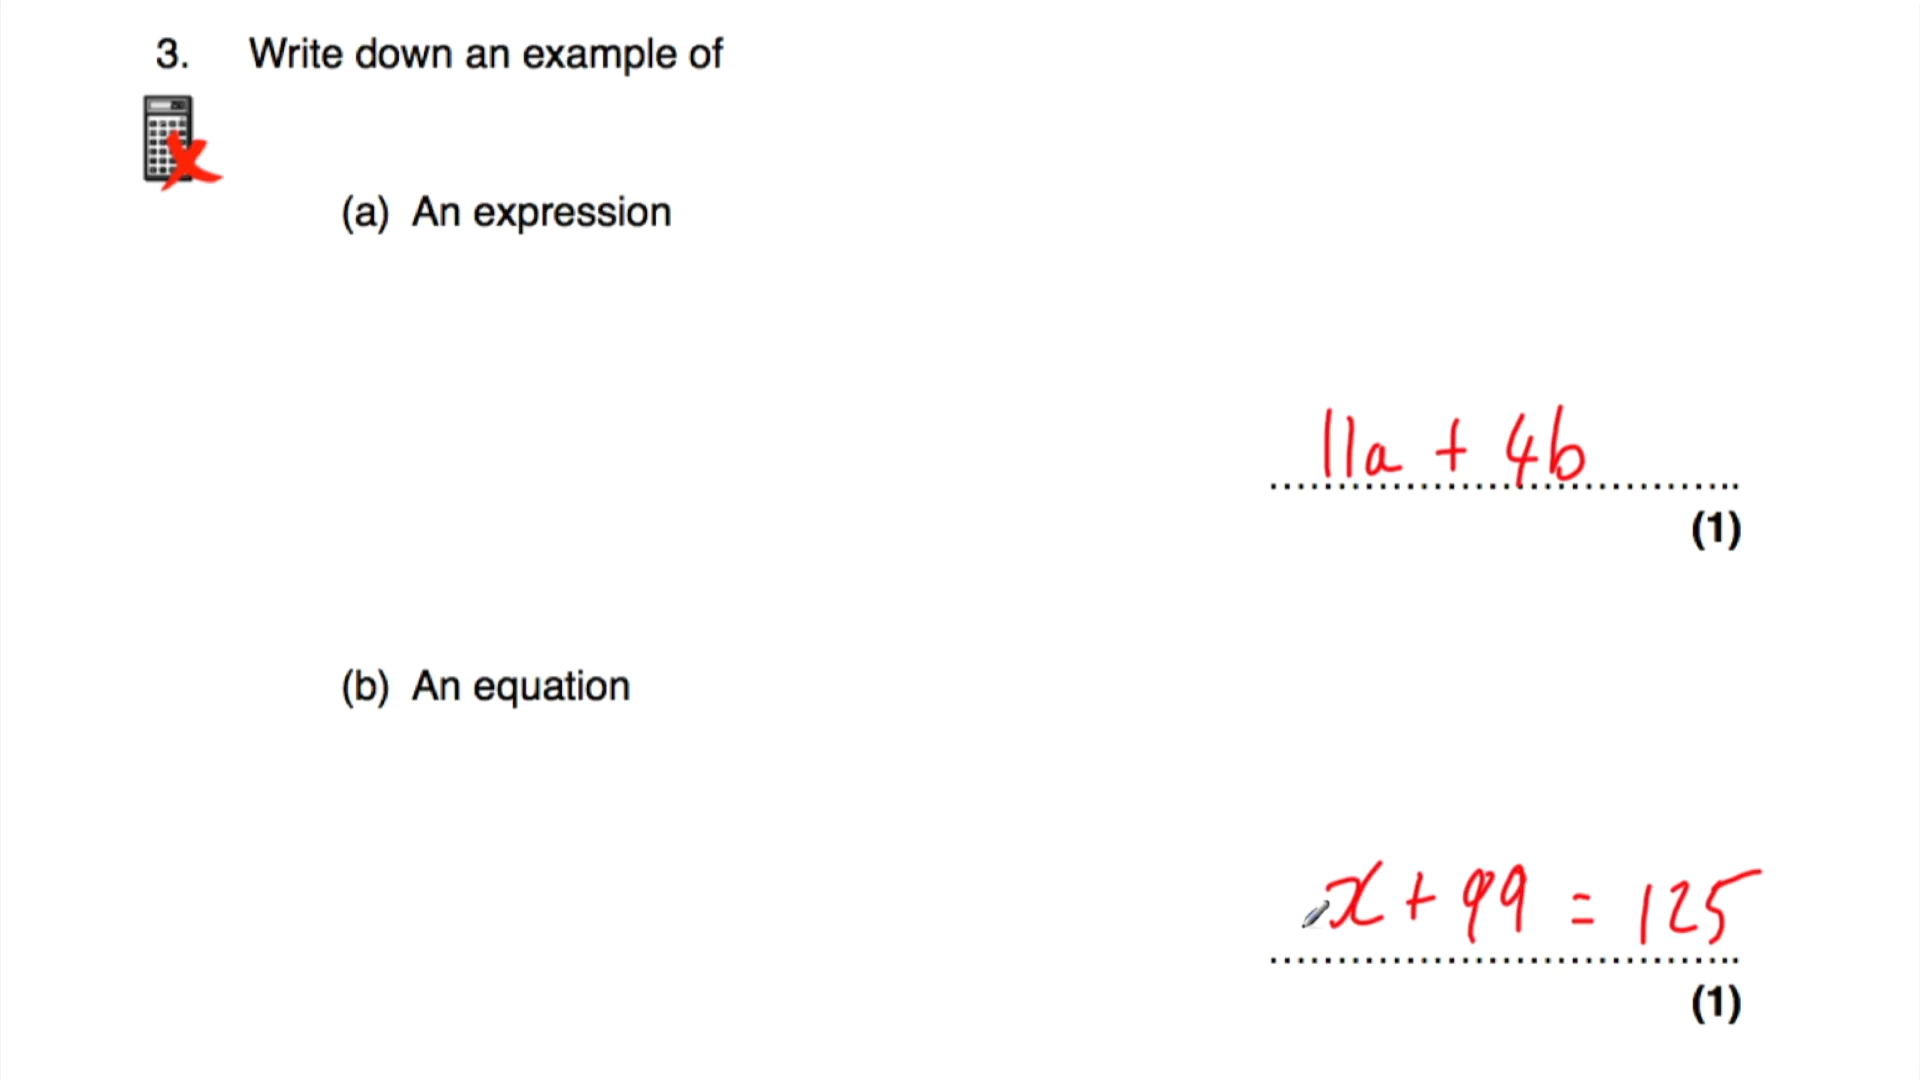 3. Write down an example of
(a) An expression
11a + 4b
(1)
(b) An equation
x + 99 = 125
(1)